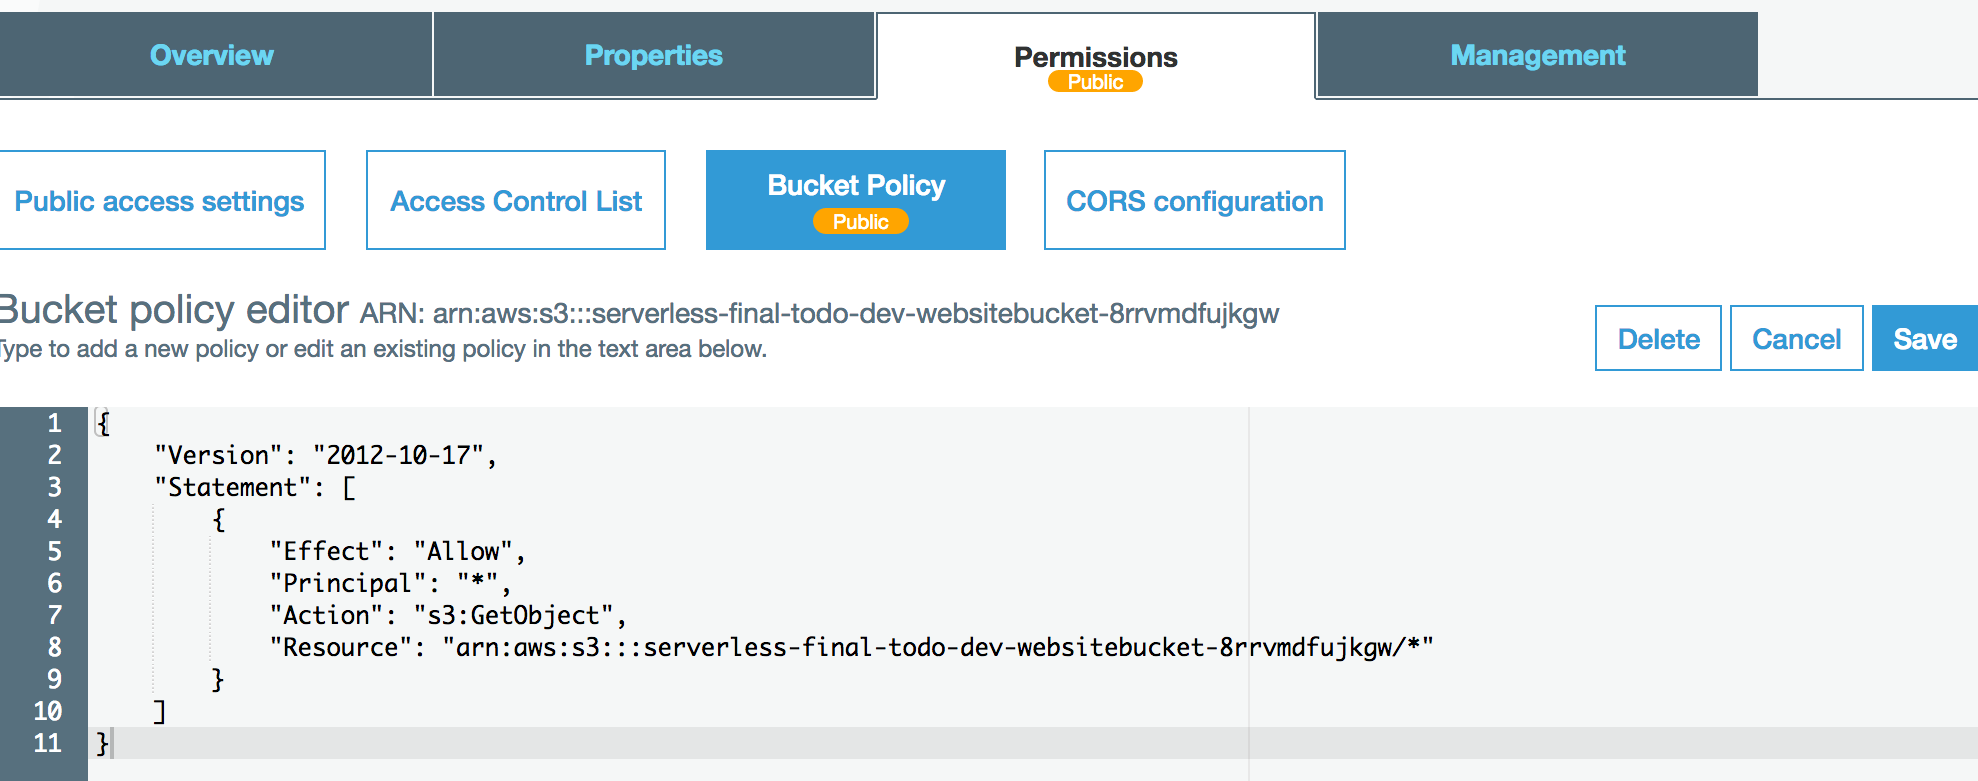 Overview Properties Permissions Management
Public
Public access settings Access Control List Bucket Policy CORS configuration
Public
Bucket policy editor ARN: arn:aws:s3:::serverless-final-todo-dev-websitebucket-8rrvmdfujkgw
Type to add a new policy or edit an existing policy in the text area below.
Delete Cancel Save
1 {
2 "Version": "2012-10-17",
3 "Statement": [
4 {
5 "Effect": "Allow",
6 "Principal": "*",
7 "Action": "s3:GetObject",
8 "Resource": "arn:aws:s3:::serverless-final-todo-dev-websitebucket-8rrvmdfujkgw/*"
9 }
10 ]
11 }